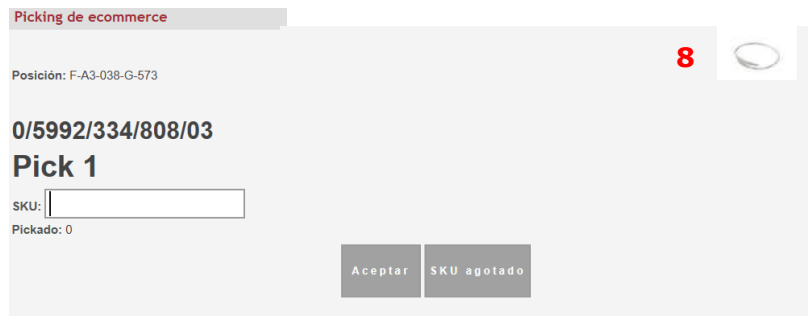 Picking de ecommerce
8
Posición: F-A3-038-G-573
0/5992/334/808/03
Pick 1
SKU:
Pickado: 0
Aceptar SKU agotado